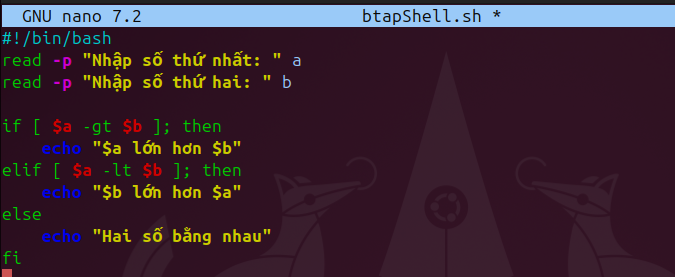 GNU nano 7.2 btapShell.sh *
#!/bin/bash
read -p "Nhập số thứ nhất: " a
read -p "Nhập số thứ hai: " b
if [ $a -gt $b ]; then
    echo "$a lớn hơn $b"
elif [ $a -lt $b ]; then
    echo "$b lớn hơn $a"
else
    echo "Hai số bằng nhau"
fi